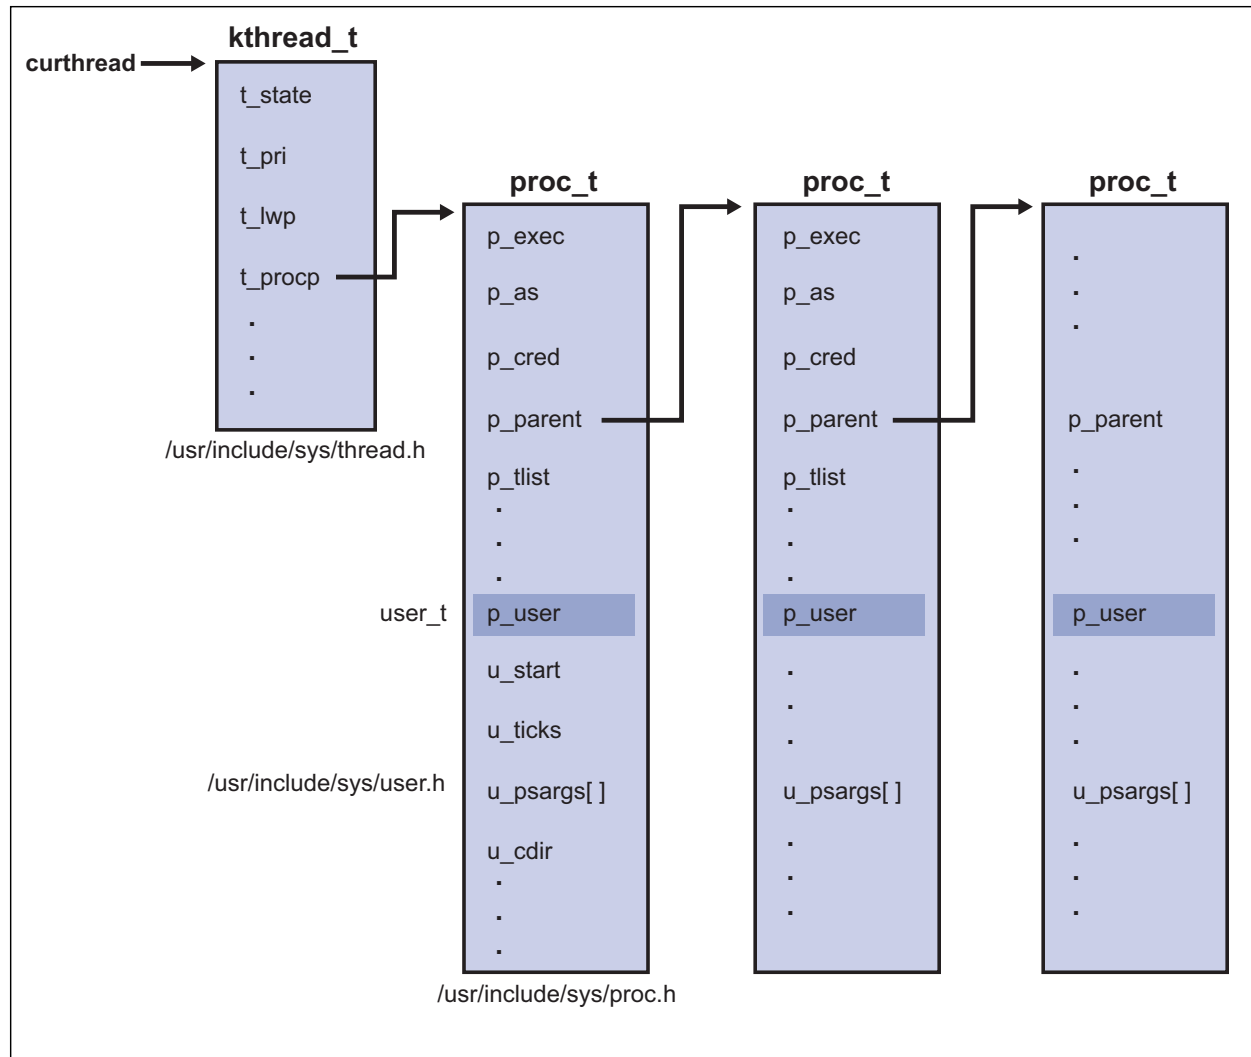 kthread_t
curthread
t_state
t_pri
t_lwp
t_procp
.
.
.
/usr/include/sys/thread.h
proc_t
p_exec
p_as
p_cred
p_parent
p_tlist
.
.
.
user_t
p_user
u_start
u_ticks
/usr/include/sys/user.h
u_psargs[ ]
u_cdir
.
.
.
/usr/include/sys/proc.h
proc_t
p_exec
p_as
p_cred
p_parent
p_tlist
.
.
.
p_user
.
.
.
u_psargs[ ]
.
.
.
proc_t
.
.
.
p_parent
.
.
.
p_user
.
.
.
u_psargs[ ]
.
.
.